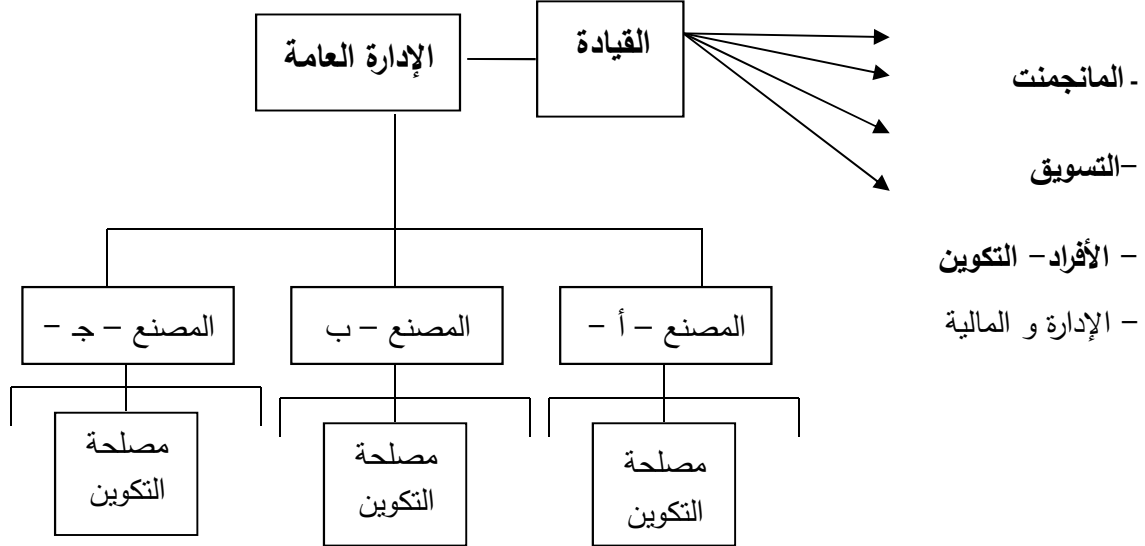 القيادة
الإدارة العامة
- المانجمنت
-التسويق
- الأفراد- التكوين
- الإدارة و المالية
المصنع – أ -
المصنع – ب
المصنع – جـ -
مصلحة
التكوين
مصلحة
التكوين
مصلحة
التكوين